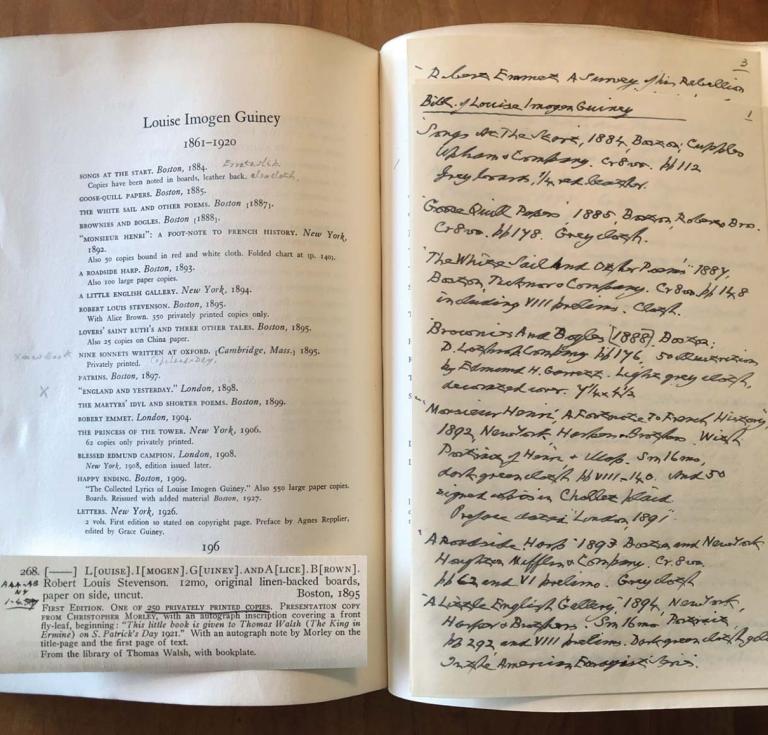 Louise Imogen Guiney
1861–1920
SONGS AT THE START. Boston, 1884.
Copies have been noted in boards, leather back. also cloth,
GOOSE-QUILL PAPERS. Boston, 1885.
THE WHITE SAIL AND OTHER POEMS. Boston [1887].
BROWNIES AND BOGLES. Boston [1888].
"MONSIEUR HENRI": A FOOT-NOTE TO FRENCH HISTORY. New York,
1892.
Also 50 copies bound in red and white cloth. Folded chart at (p. 140).
A ROADSIDE HARP. Boston, 1893.
Also 100 large paper copies.
A LITTLE ENGLISH GALLERY. New York, 1894.
ROBERT LOUIS STEVENSON. Boston, 1895.
With Alice Brown. 350 privately printed copies only.
LOVERS' SAINT RUTH'S AND THREE OTHER TALES. Boston, 1895.
Also 25 copies on China paper.
NINE SONNETS WRITTEN AT OXFORD. [Cambridge, Mass.] 1895.
Privately printed. Copeland & Day.
PATRINS. Boston, 1897.
X "ENGLAND AND YESTERDAY." London, 1898.
THE MARTYRS' IDYL AND SHORTER POEMS. Boston, 1899.
ROBERT EMMET. London, 1904.
THE PRINCESS OF THE TOWER. New York, 1906.
62 copies only privately printed.
BLESSED EDMUND CAMPION. London, 1908.
New York, 1908, edition issued later.
HAPPY ENDING. Boston, 1909.
"The Collected Lyrics of Louise Imogen Guiney." Also 550 large paper copies.
Boards. Reissued with added material Boston, 1927.
LETTERS. New York, 1926.
2 vols. First edition so stated on copyright page. Preface by Agnes Repplier,
edited by Grace Guiney.
196
268. [——] L[OUISE]. I[MOGEN]. G[UINEY]. AND A[LICE]. B[ROWN].
Robert Louis Stevenson. 12mo, original linen-backed boards,
paper on side, uncut. Boston, 1895
FIRST EDITION. ONE OF 250 PRIVATELY PRINTED COPIES. PRESENTATION COPY
FROM CHRISTOPHER MORLEY, with an autograph inscription covering a front
fly-leaf, beginning: "This little book is given to Thomas Walsh (The King in
Ermine) on S. Patrick's Day 1921." With an autograph note by Morley on the
title-page and the first page of text.
From the library of Thomas Walsh, with bookplate.
3
Robert Emmet A Survey of his Rebellion
Bibl. of Louise Imogen Guiney 1
Songs At The Start, 1884, Boston, Cupples
Upham & Company. Cr8vo. pp 112
Grey boards, 1/4 red leather.
Goose Quill Papers 1885, Boston, Roberts Bro.
Cr8vo. pp 178. Grey cloth.
"The White Sail And Other Poems" 1887,
Boston, Ticknor & Company. Cr 8vo. pp 148
including VIII prelims. Cloth.
"Brownies And Bogles [1888] Boston:
D. Lothrop Company pp 176, 50 illustrations
by Edmund H. Garrett. Light grey cloth,
decorated cover.
"Monsieur Henri, A Footnote To French History,
1892, New York. Harper & Brothers. With
Portrait of Henri & Map. Sm 16mo,
dark green cloth pp VIII–140. And 50
signed copies in Cholet plaid
Preface dated "London, 1891".
"A Roadside Harp" 1893 Boston and New York
Houghton Mifflin & Company. Cr. 8vo.
pp 62 and VI prelims. Grey cloth
"A Little English Gallery" 1894, New York,
Harper & Brothers. Sm 16mo Portrait,
pp 292 and VIII prelims. Dark green cloth
In the American Essayist Series.